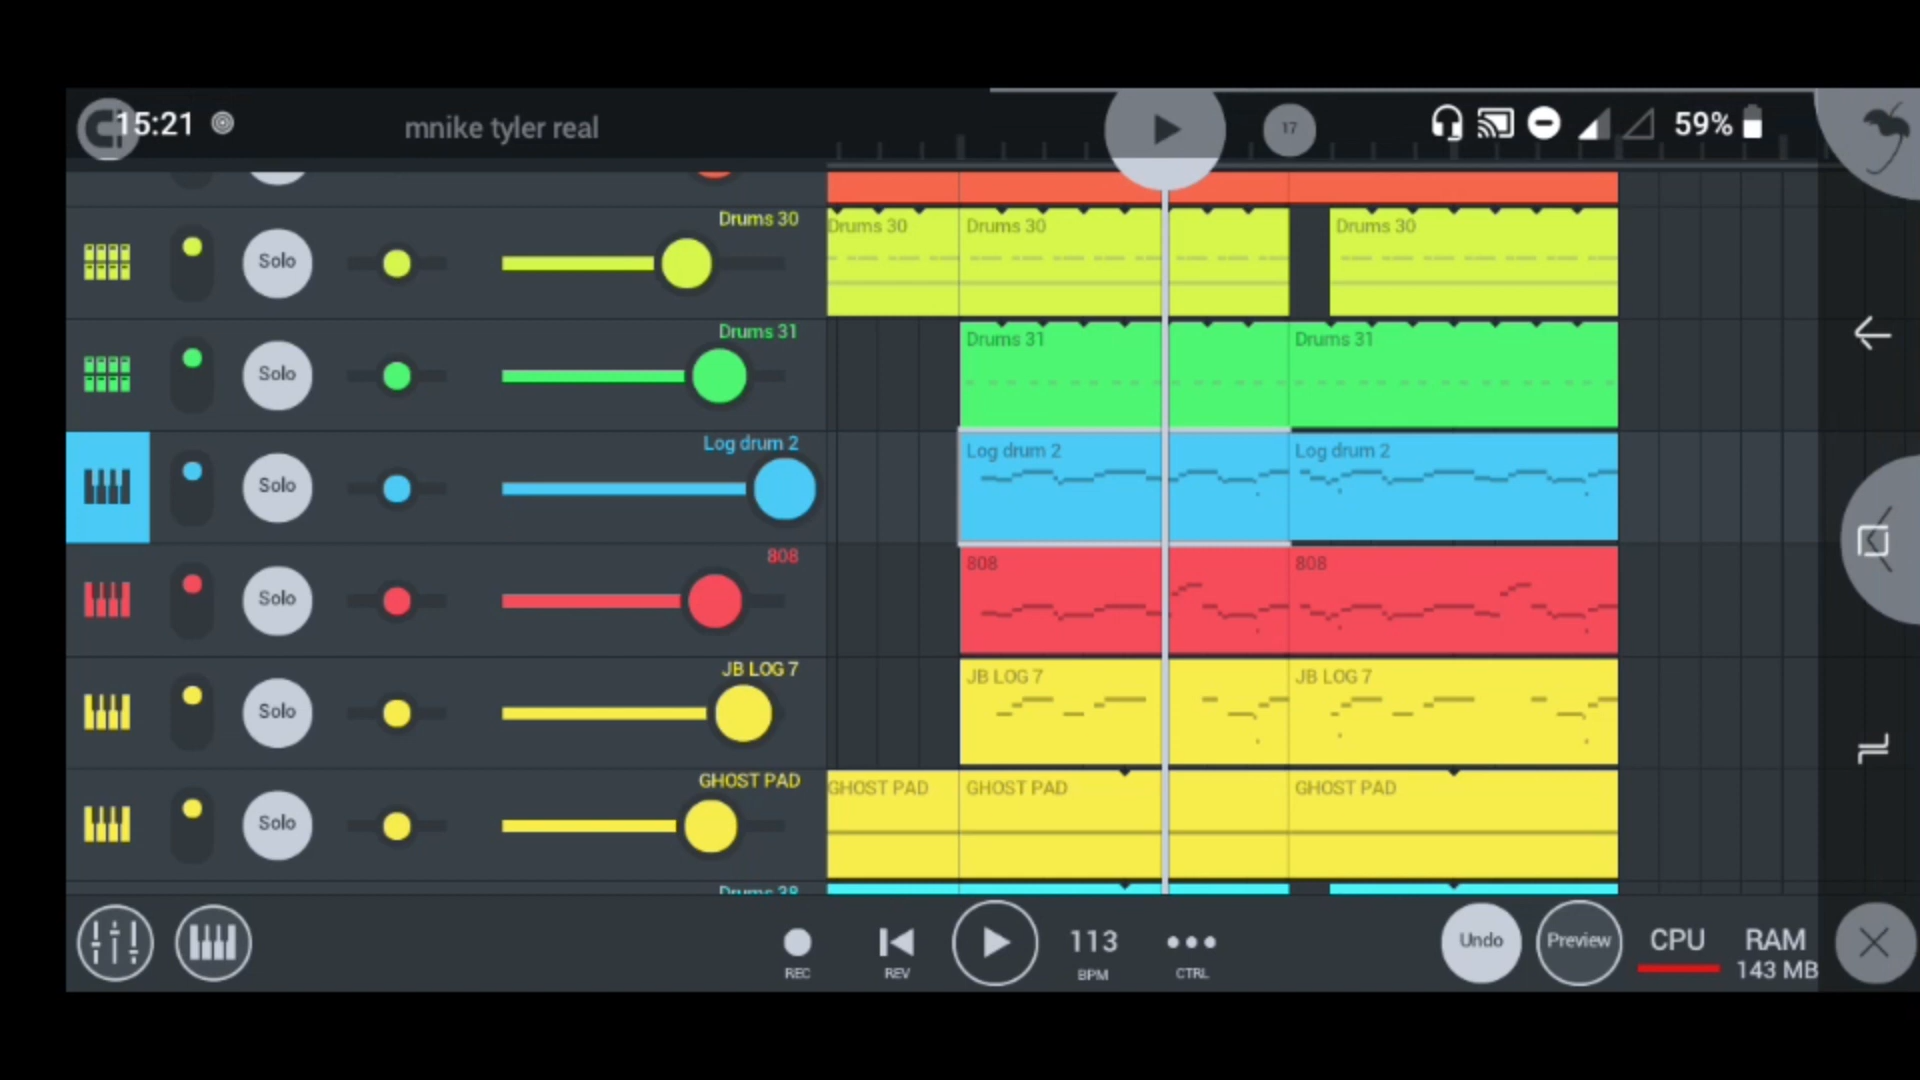 15:21
mnike tyler real
17
59%
Drums 30
Solo
Drums 30 Drums 30 Drums 30
Drums 31
Solo
Drums 31 Drums 31
Log drum 2
Solo
Log drum 2 Log drum 2
808
Solo
808 808
JB LOG 7
Solo
JB LOG 7 JB LOG 7
GHOST PAD
Solo
GHOST PAD GHOST PAD GHOST PAD
Drums 38
REC
REV
113
BPM
CTRL
Undo
Preview
CPU
RAM
143 MB